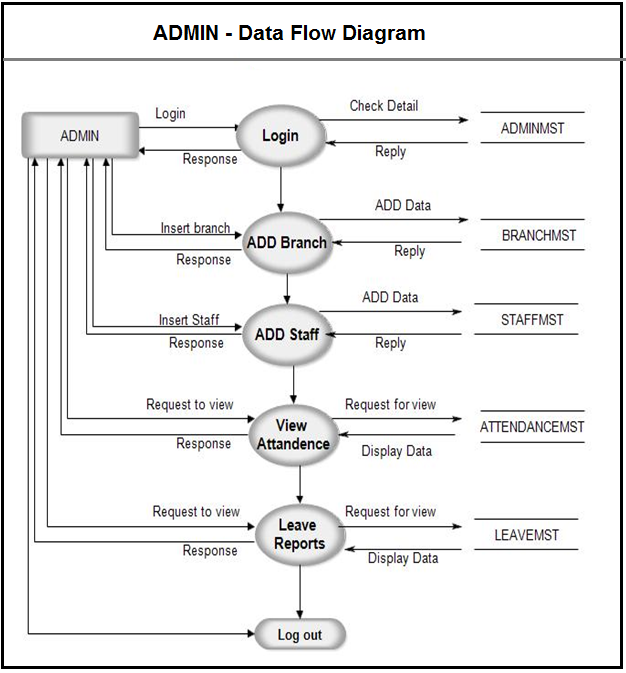 ADMIN - Data Flow Diagram
ADMIN
Login
Response
Login
Check Detail
Reply
ADMINMST
Insert branch
Response
ADD Branch
ADD Data
Reply
BRANCHMST
Insert Staff
Response
ADD Staff
ADD Data
Reply
STAFFMST
Request to view
Response
View
Attandence
Request for view
Display Data
ATTENDANCEMST
Request to view
Response
Leave
Reports
Request for view
Display Data
LEAVEMST
Log out